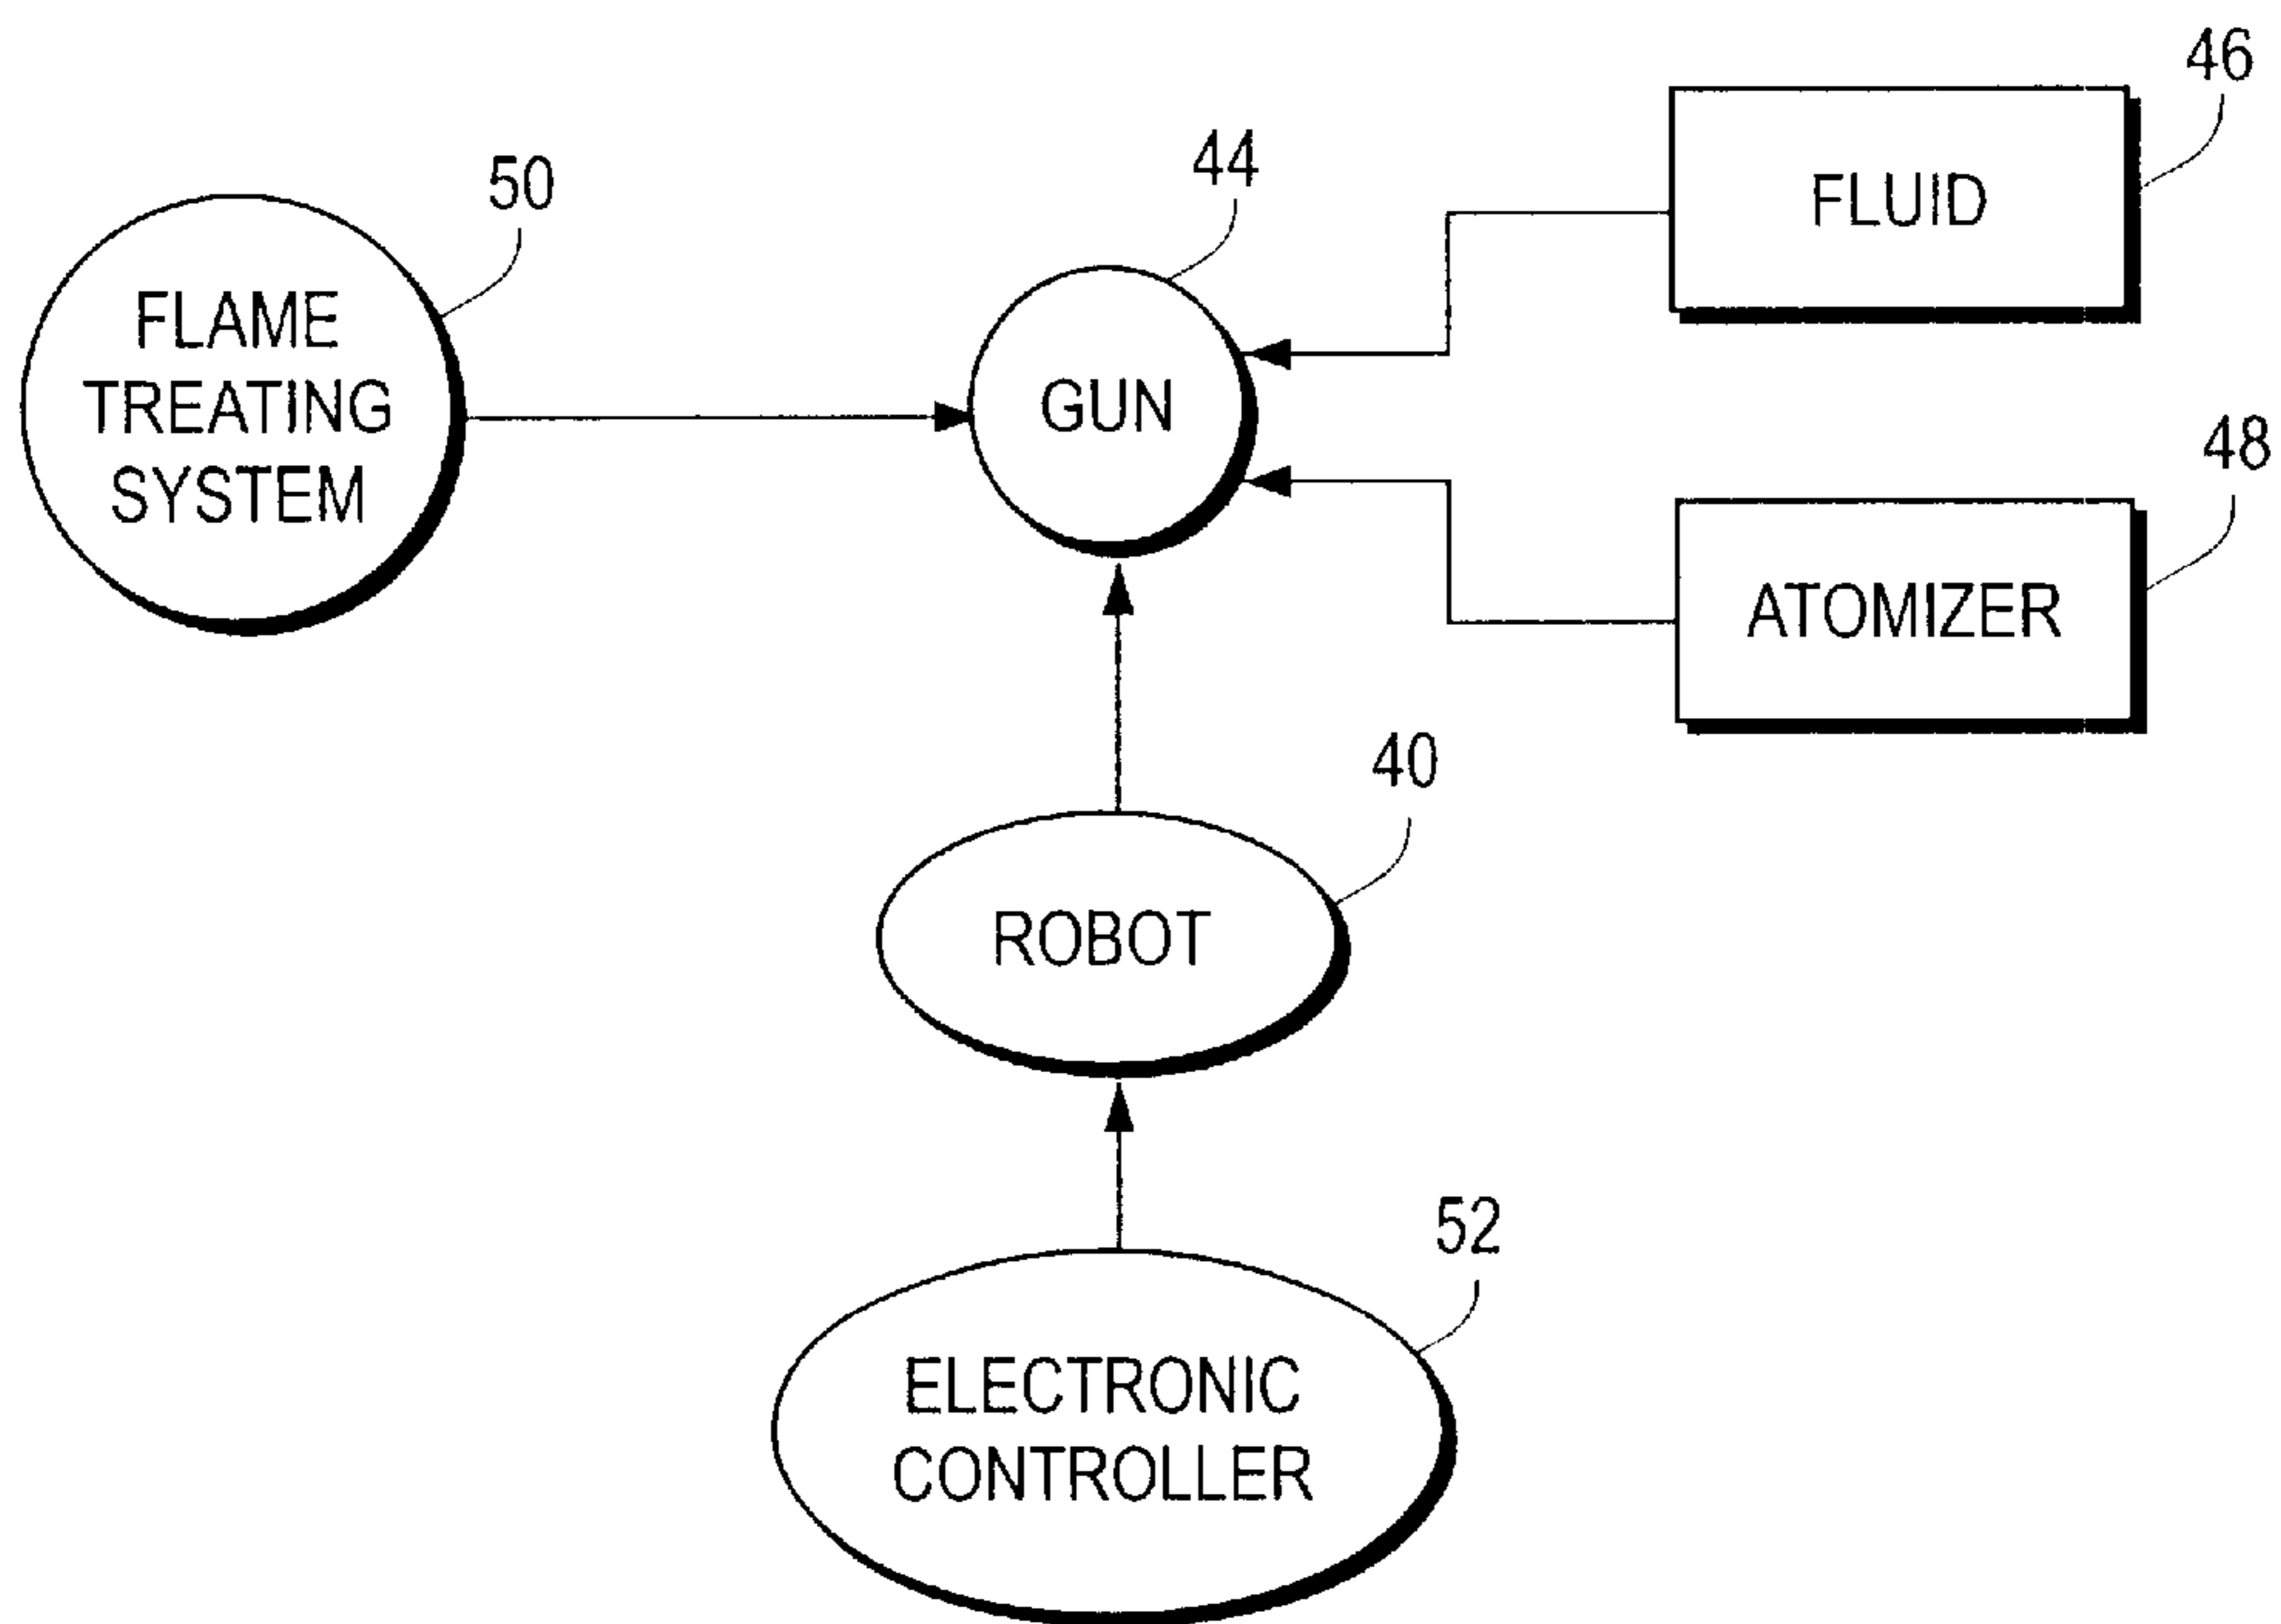 46
44
50
FLUID
FLAME
TREATING
SYSTEM
GUN
48
ATOMIZER
40
ROBOT
52
ELECTRONIC
CONTROLLER